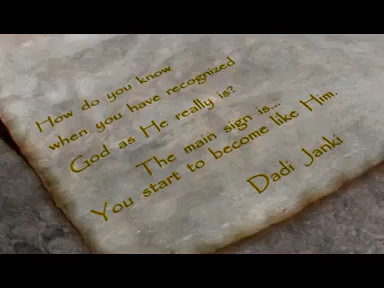 How do you know
when you have recognized
God as He really is?
The main sign is...
You start to become like Him.
Dadi Janki